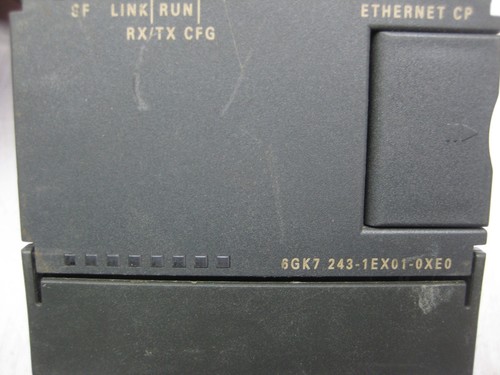 SF LINK RUN ETHERNET CP
RX/TX CFG
6GK7 243-1EX01-0XE0